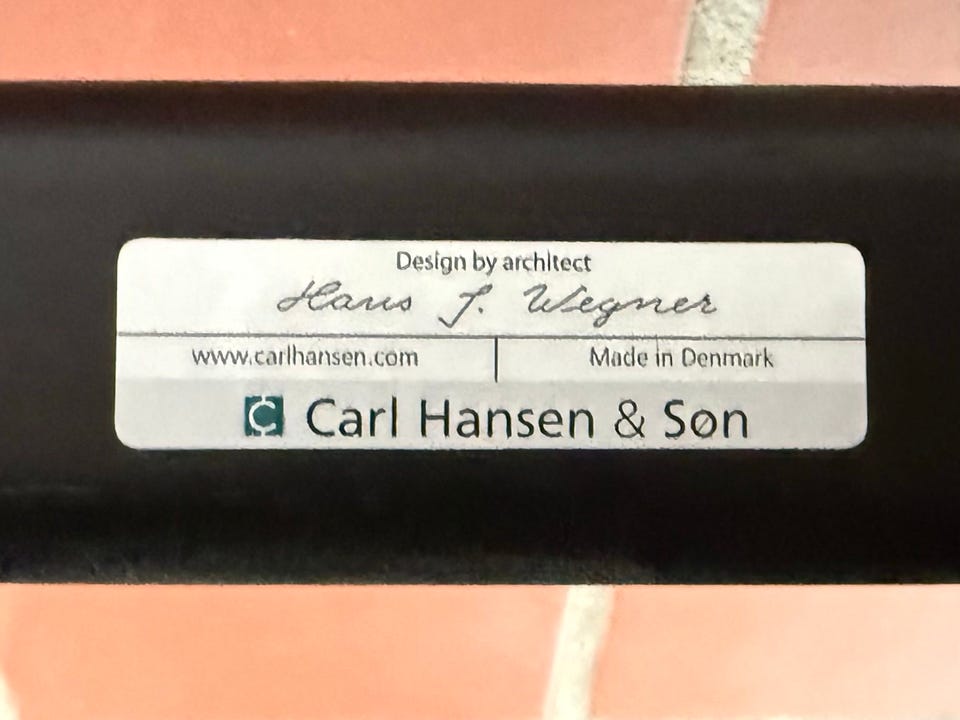 Design by architect
Hans J. Wegner
www.carlhansen.com
Made in Denmark
Carl Hansen & Søn